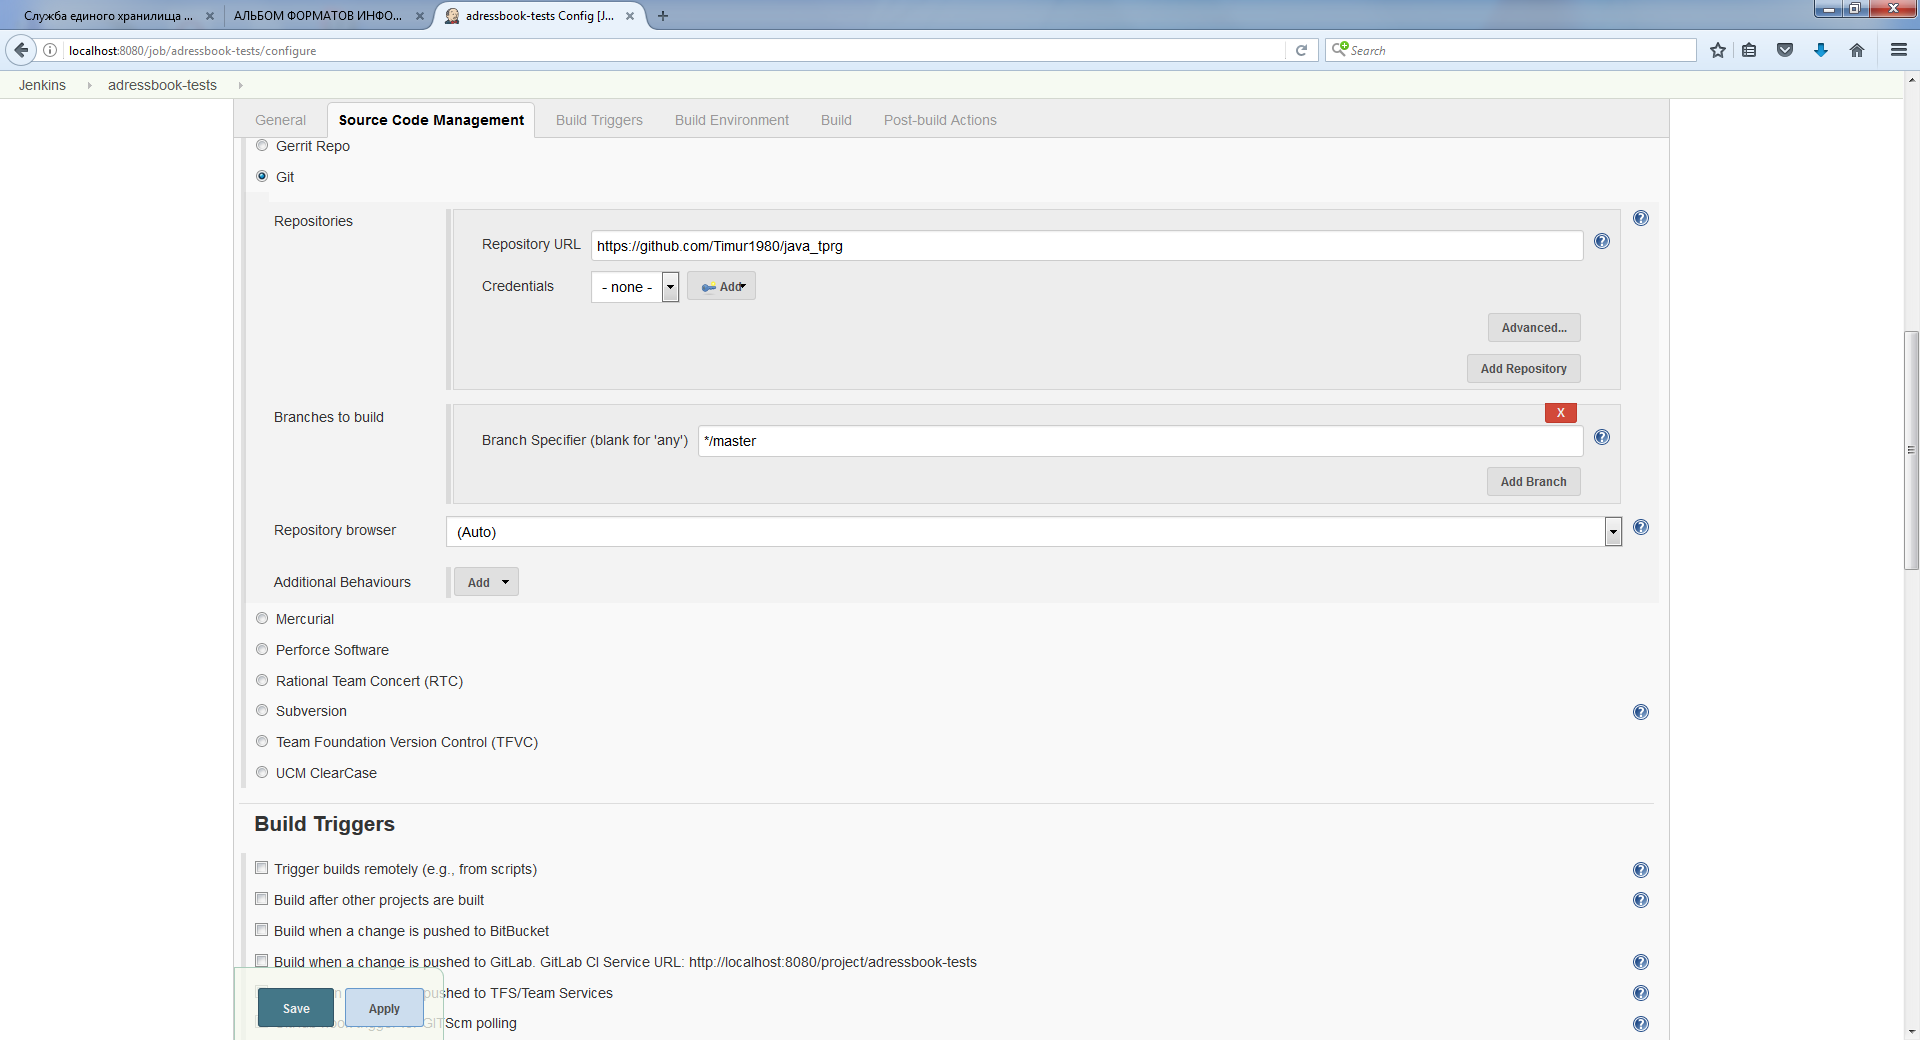 Служба единого хранилища ...
АЛЬБОМ ФОРМАТОВ ИНФО...
adressbook-tests Config [J...
localhost:8080/job/adressbook-tests/configure
Search
Jenkins
adressbook-tests
General
Source Code Management
Build Triggers
Build Environment
Build
Post-build Actions
Gerrit Repo
Git
Repositories
Repository URL
https://github.com/Timur1980/java_tprg
Credentials
- none -
Add
Advanced...
Add Repository
Branches to build
X
Branch Specifier (blank for 'any')
*/master
Add Branch
Repository browser
(Auto)
Additional Behaviours
Add
Mercurial
Perforce Software
Rational Team Concert (RTC)
Subversion
Team Foundation Version Control (TFVC)
UCM ClearCase
Build Triggers
Trigger builds remotely (e.g., from scripts)
Build after other projects are built
Build when a change is pushed to BitBucket
Build when a change is pushed to GitLab. GitLab CI Service URL: http://localhost:8080/project/adressbook-tests
shed to TFS/Team Services
GITScm polling
Save
Apply